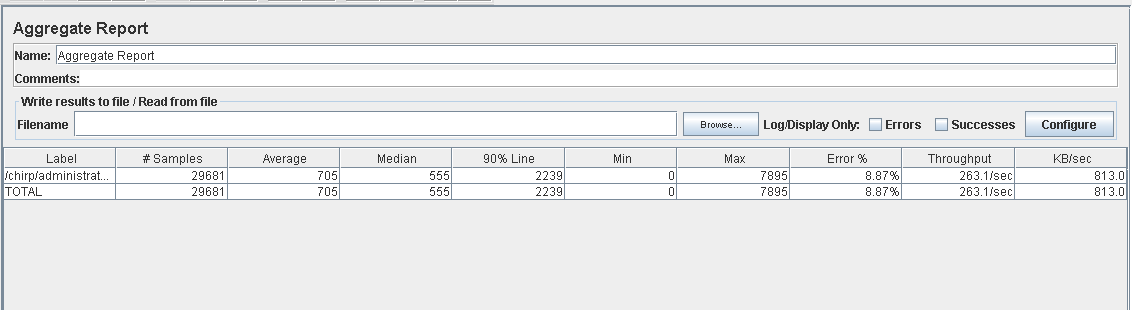 Aggregate Report
Name: Aggregate Report
Comments:
Write results to file / Read from file
Filename Browse... Log/Display Only: Errors Successes Configure
Label # Samples Average Median 90% Line Min Max Error % Throughput KB/sec
/chirp/administrat... 29681 705 555 2239 0 7895 8.87% 263.1/sec 813.0
TOTAL 29681 705 555 2239 0 7895 8.87% 263.1/sec 813.0